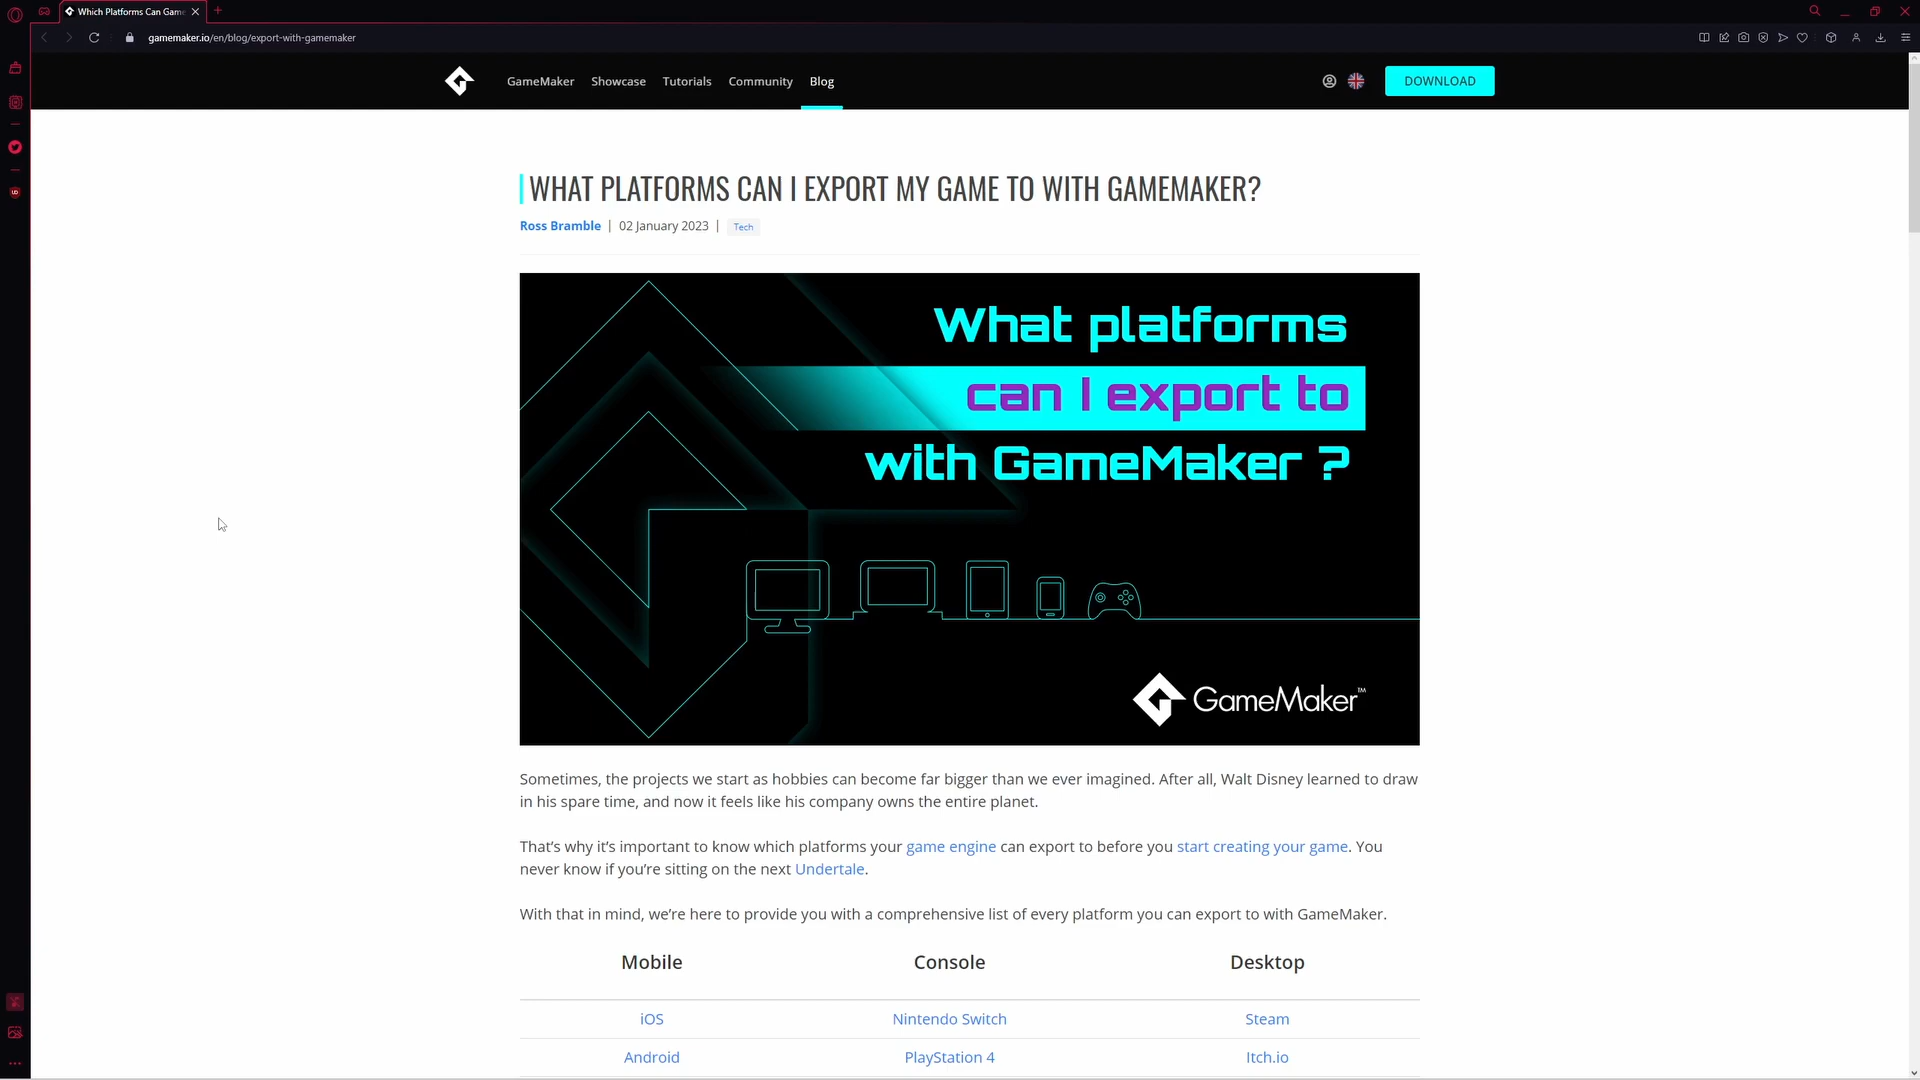 Which Platforms Can Game
gamemaker.io/en/blog/export-with-gamemaker
GameMaker
Showcase
Tutorials
Community
Blog
DOWNLOAD
WHAT PLATFORMS CAN I EXPORT MY GAME TO WITH GAMEMAKER?
Ross Bramble | 02 January 2023 | Tech
What platforms
can I export to
with GameMaker ?
GameMaker™
Sometimes, the projects we start as hobbies can become far bigger than we ever imagined. After all, Walt Disney learned to draw
in his spare time, and now it feels like his company owns the entire planet.
That’s why it’s important to know which platforms your game engine can export to before you start creating your game. You
never know if you’re sitting on the next Undertale.
With that in mind, we’re here to provide you with a comprehensive list of every platform you can export to with GameMaker.
Mobile Console Desktop
iOS Nintendo Switch Steam
Android PlayStation 4 Itch.io